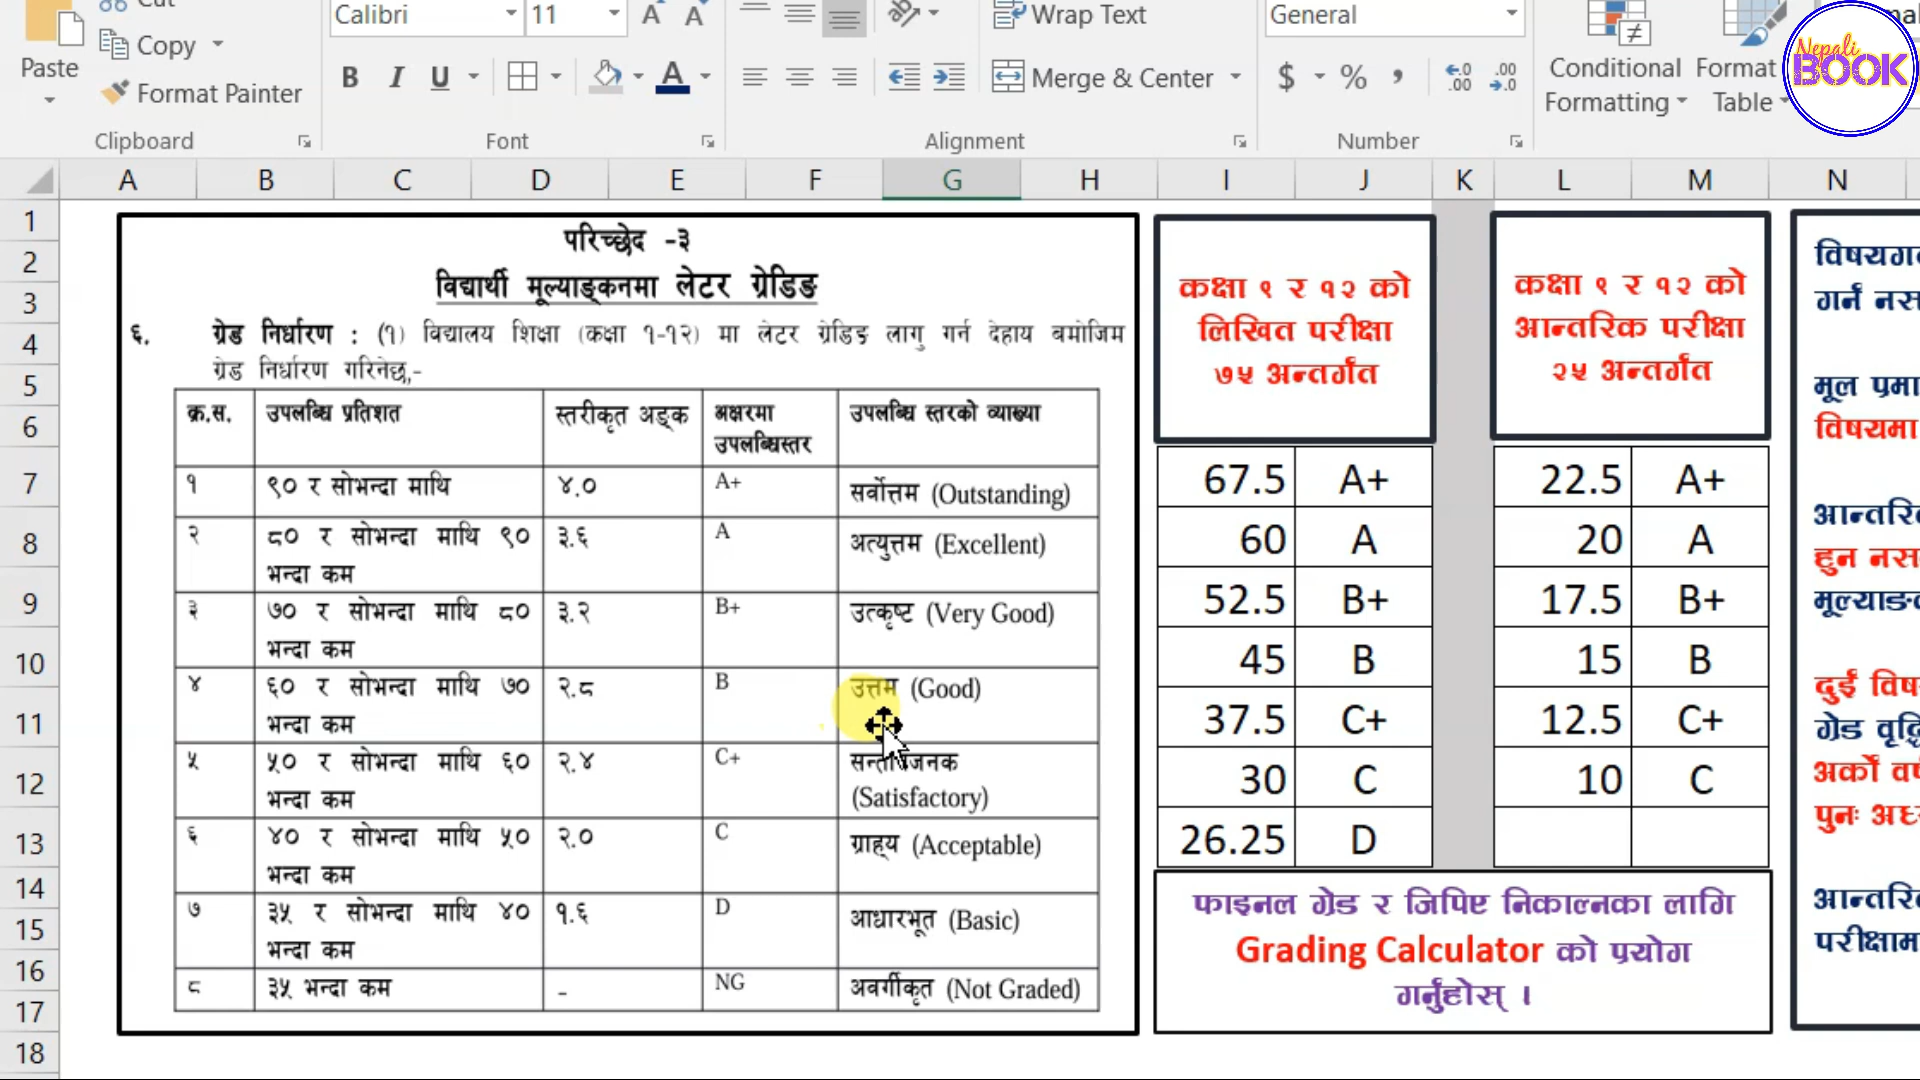 Cut
Copy
Paste
Format Painter
Clipboard
Calibri
11
B I U
A
Font
Wrap Text
Merge & Center
Alignment
General
$ % ,
Number
Conditional
Formatting
Format
Table
Nepali
BOOK
A B C D E F G H I J K L M N
1
2
3
4
5
6
7
8
9
10
11
12
13
14
15
16
17
18
परिच्छेद -३
विद्यार्थी मूल्याङ्कनमा लेटर ग्रेडिङ
६. ग्रेड निर्धारण : (१) विद्यालय शिक्षा (कक्षा १-१२) मा लेटर ग्रेडिङ लागु गर्न देहाय बमोजिम
ग्रेड निर्धारण गरिनेछ,-
क्र.स. उपलब्धि प्रतिशत स्तरीकृत अङ्क अक्षरमा उपलब्धि स्तरको व्याख्या
उपलब्धिस्तर
१ ९० र सोभन्दा माथि ४.० A+ सर्वोत्तम (Outstanding)
२ ८० र सोभन्दा माथि ९० ३.६ A अत्युत्तम (Excellent)
भन्दा कम
३ ७० र सोभन्दा माथि ८० ३.२ B+ उत्कृष्ट (Very Good)
भन्दा कम
४ ६० र सोभन्दा माथि ७० २.८ B उत्तम (Good)
भन्दा कम
५ ५० र सोभन्दा माथि ६० २.४ C+ सन्तोषजनक
भन्दा कम (Satisfactory)
६ ४० र सोभन्दा माथि ५० २.० C ग्राह्य (Acceptable)
भन्दा कम
७ ३५ र सोभन्दा माथि ४० १.६ D आधारभूत (Basic)
भन्दा कम
८ ३५ भन्दा कम - NG अवर्गीकृत (Not Graded)
कक्षा ९ र १२ को
लिखित परीक्षा
७५ अन्तर्गत
67.5 A+
60 A
52.5 B+
45 B
37.5 C+
30 C
26.25 D
कक्षा ९ र १२ को
आन्तरिक परीक्षा
२५ अन्तर्गत
22.5 A+
20 A
17.5 B+
15 B
12.5 C+
10 C
फाइनल ग्रेड र जिपिए निकाल्नका लागि
Grading Calculator को प्रयोग
गर्नुहोस् ।
गर्न
मूल
विषयमा
हुन
दुई
ग्रेड
अर्को
पुनः